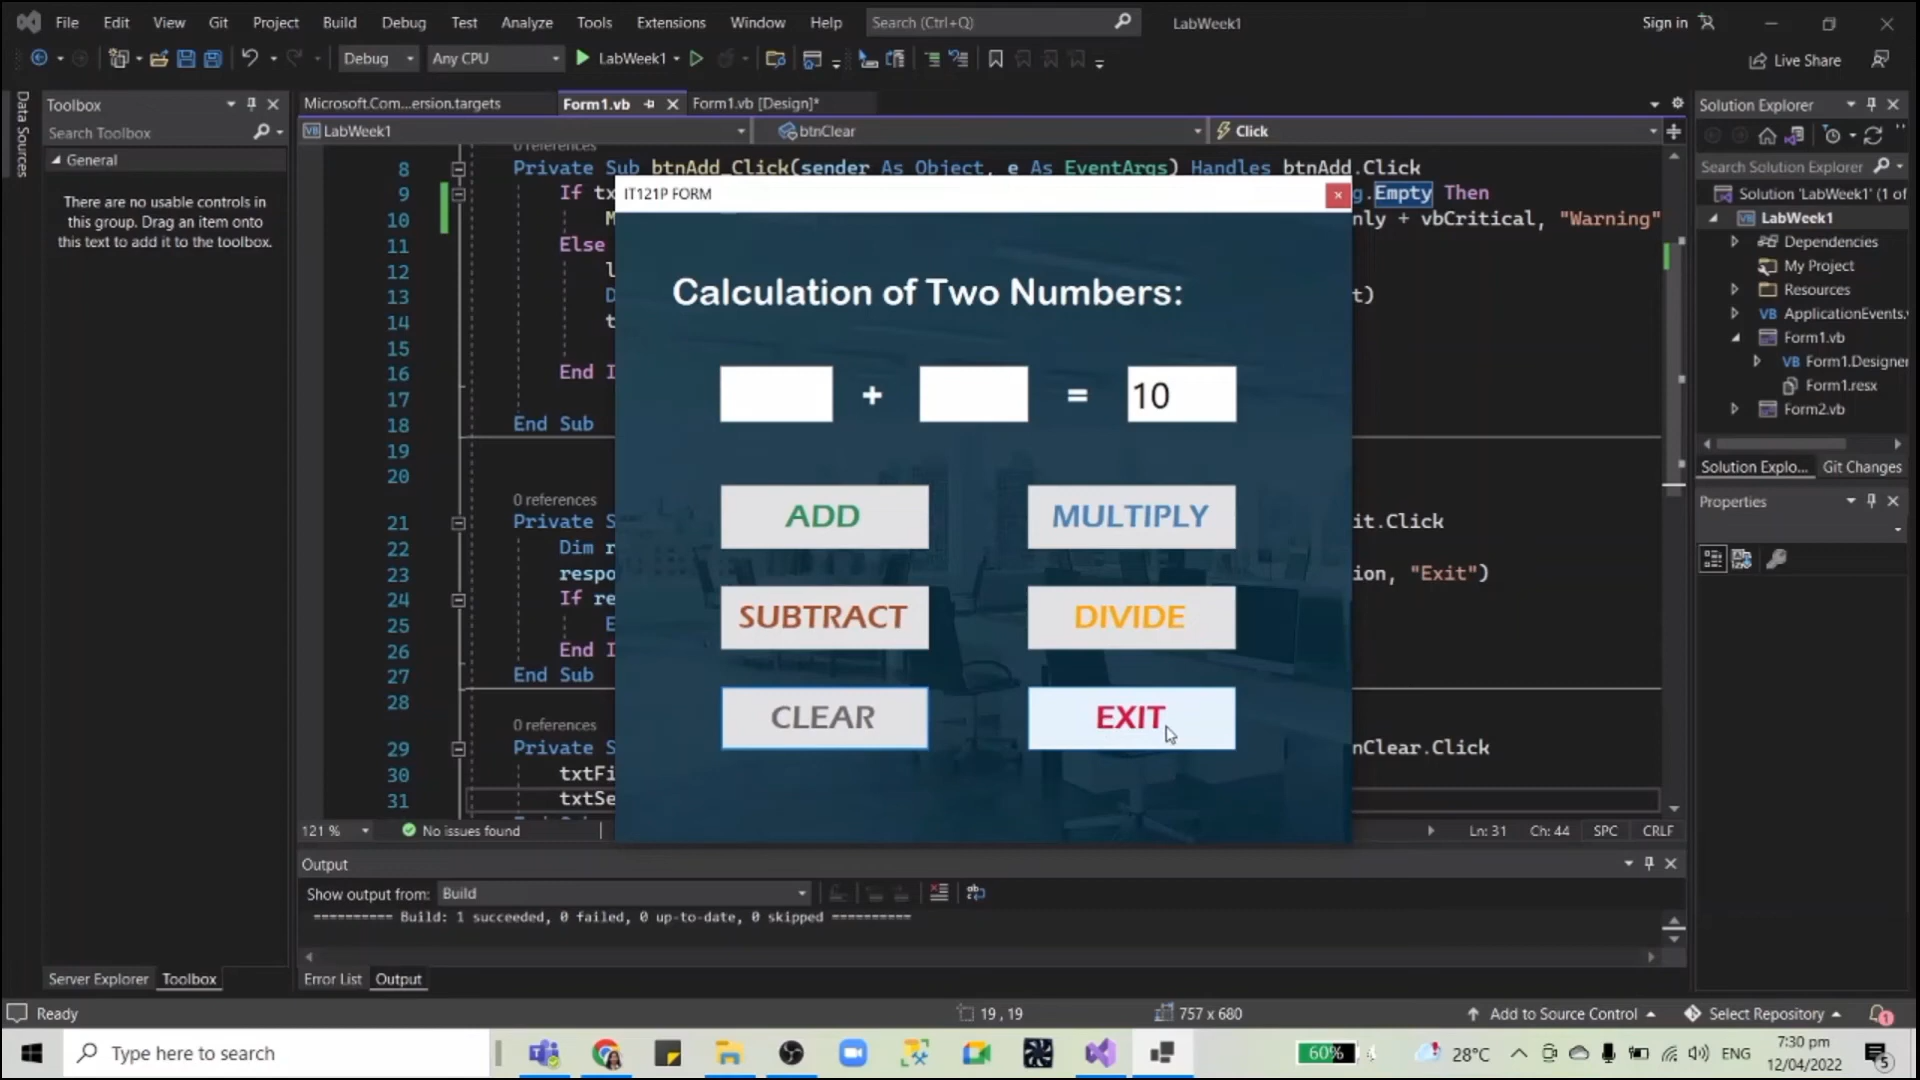 File Edit View Git Project Build Debug Test Analyze Tools Extensions Window Help Search (Ctrl+Q) LabWeek1 Sign in
Debug Any CPU LabWeek1 Live Share
Data Sources
Toolbox
Search Toolbox
General
There are no usable controls in
this group. Drag an item onto
this text to add it to the toolbox.
Server Explorer Toolbox
Microsoft.Com...ersion.targets Form1.vb Form1.vb [Design]*
VB LabWeek1 btnClear Click
0 references
8 Private Sub btnAdd_Click(sender As Object, e As EventArgs) Handles btnAdd.Click
9 If tx g.Empty Then
10 M nly + vbCritical, "Warning"
11 Else
12 l
13 D t)
14 t
15
16 End I
17
18 End Sub
19
20
0 references
21 Private S it.Click
22 Dim r
23 respo ion, "Exit")
24 If re
25 E
26 End I
27 End Sub
28
0 references
29 Private S nClear.Click
30 txtFi
31 txtSe
121 % No issues found Ln: 31 Ch: 44 SPC CRLF
IT121P FORM
Calculation of Two Numbers:
+ = 10
ADD MULTIPLY
SUBTRACT DIVIDE
CLEAR EXIT
Output
Show output from: Build
========== Build: 1 succeeded, 0 failed, 0 up-to-date, 0 skipped ==========
Error List Output
Solution Explorer
Search Solution Explorer
Solution 'LabWeek1' (1 of
VB LabWeek1
Dependencies
My Project
Resources
VB ApplicationEvents.
Form1.vb
VB Form1.Designer
Form1.resx
Form2.vb
Solution Explo... Git Changes
Properties
Ready 19 , 19 757 x 680 Add to Source Control Select Repository 1
Type here to search 60% 28°C ENG 7:30 pm
12/04/2022 5